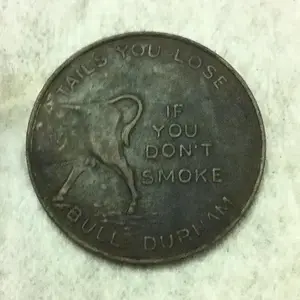 TAILS YOU LOSE
IF
YOU
DON'T
SMOKE
BULL DURHAM